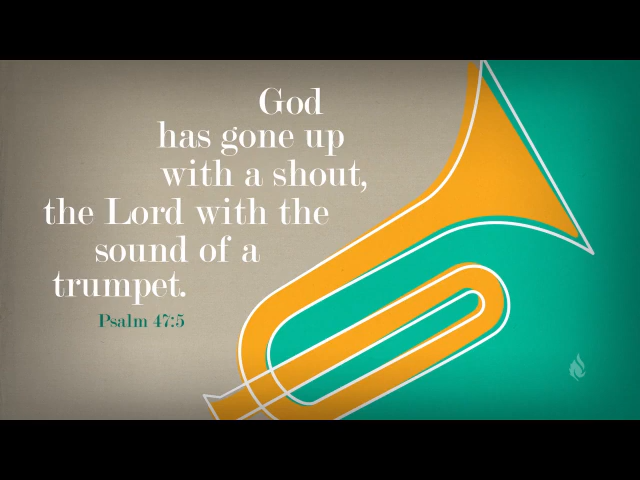 God
has gone up
with a shout,
the Lord with the
sound of a
trumpet.
Psalm 47:5